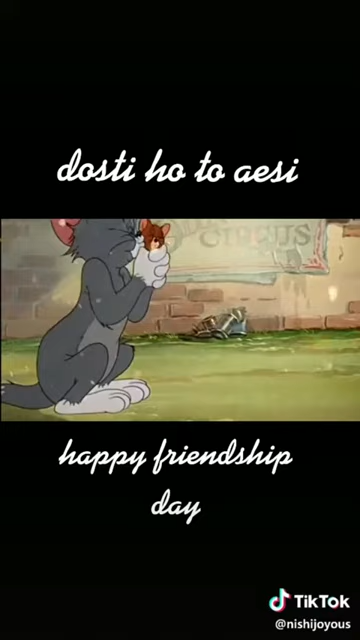 dosti ho to aesi
CIRCUS
happy friendship
day
TikTok
@nishijoyous